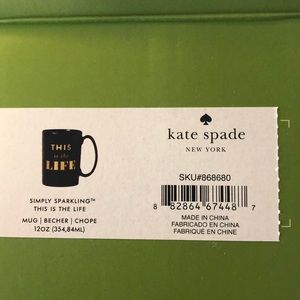 THIS
is the
LIFE
SIMPLY SPARKLING™
THIS IS THE LIFE
MUG | BECHER | CHOPE
12OZ (354,84ML)
kate spade
NEW YORK
SKU#868680
8 82864 67448 7
MADE IN CHINA
FABRICADO EN CHINA
FABRIQUÉ EN CHINE